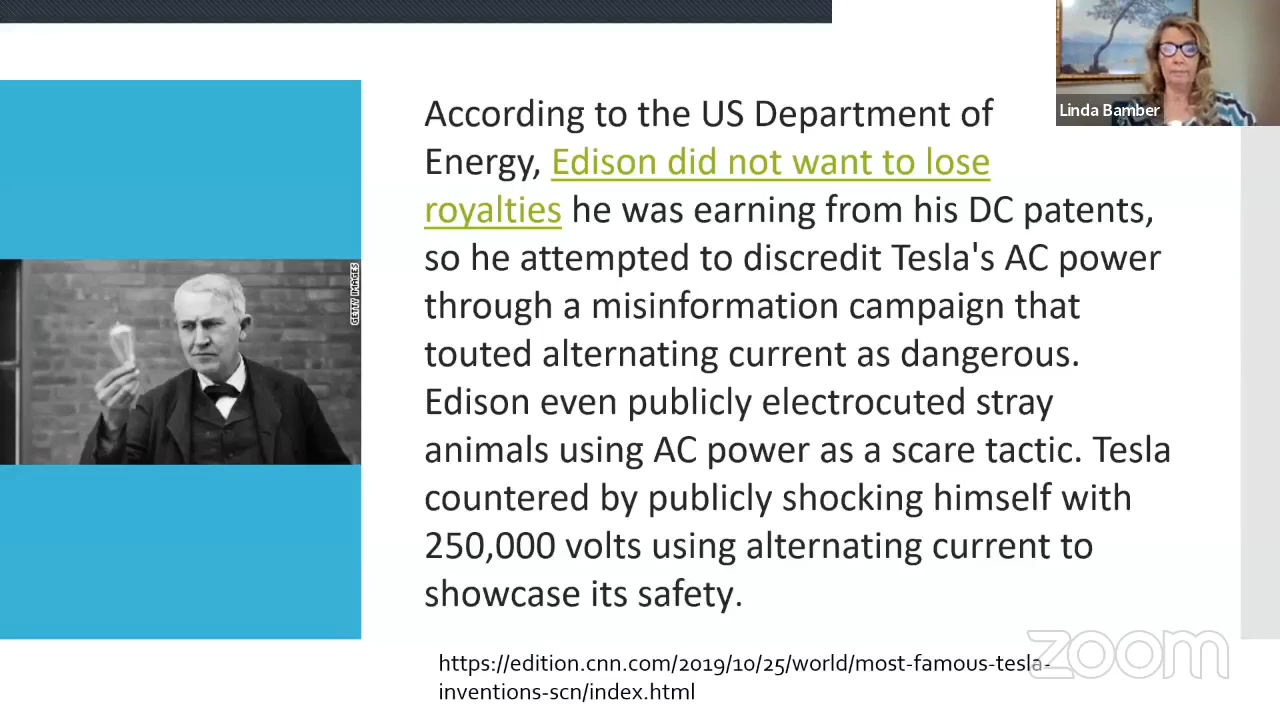 Linda Bamber
According to the US Department of
Energy, Edison did not want to lose
royalties he was earning from his DC patents,
so he attempted to discredit Tesla's AC power
through a misinformation campaign that
touted alternating current as dangerous.
Edison even publicly electrocuted stray
animals using AC power as a scare tactic. Tesla
countered by publicly shocking himself with
250,000 volts using alternating current to
showcase its safety.
GETTY IMAGES
https://edition.cnn.com/2019/10/25/world/most-famous-tesla-
inventions-scn/index.html
zoom